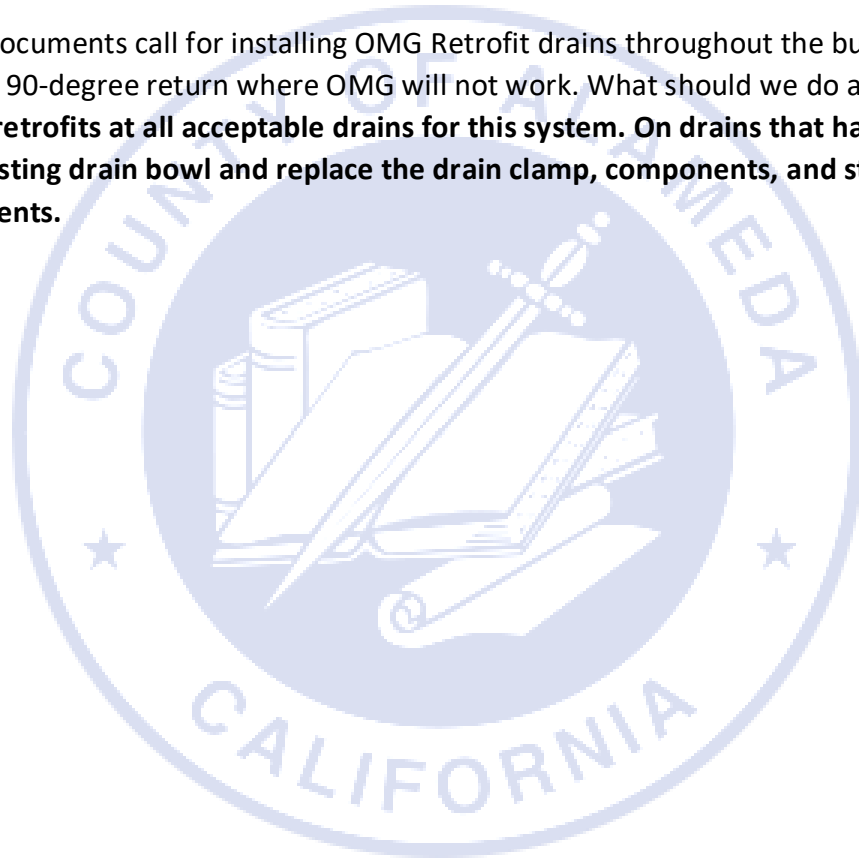 ocuments call for installing OMG Retrofit drains throughout the bu
90-degree return where OMG will not work. What should we do a
retrofits at all acceptable drains for this system. On drains that ha
sting drain bowl and replace the drain clamp, components, and st
ents.
COUNTY OF ALAMEDA
CALIFORNIA